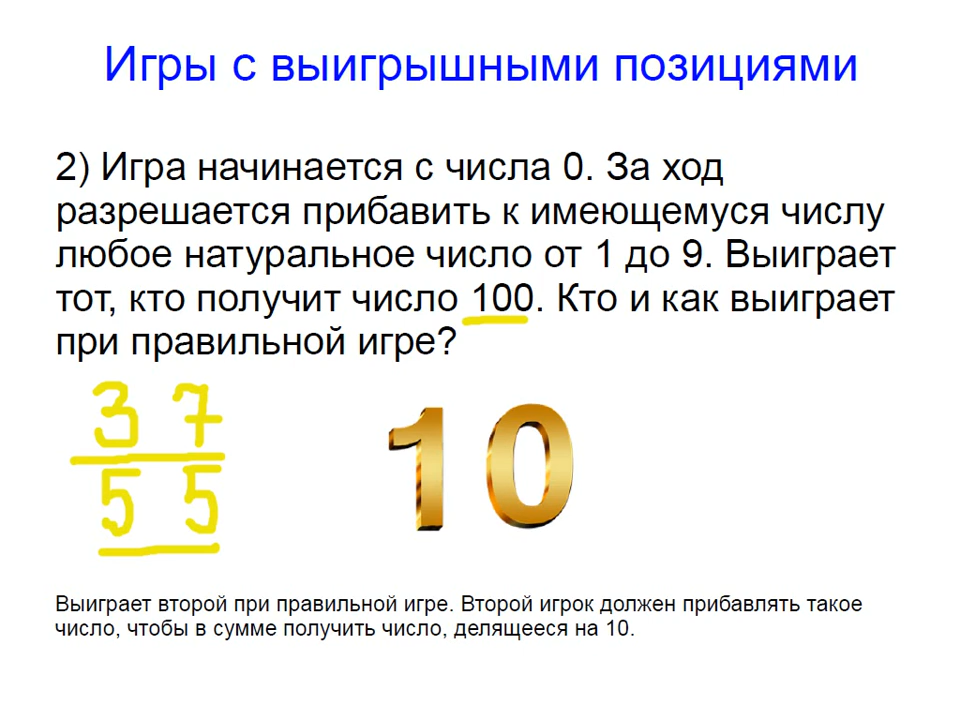 Игры с выигрышными позициями
2) Игра начинается с числа 0. За ход
разрешается прибавить к имеющемуся числу
любое натуральное число от 1 до 9. Выиграет
тот, кто получит число 100. Кто и как выиграет
при правильной игре?
3 7
5 5
10
Выиграет второй при правильной игре. Второй игрок должен прибавлять такое
число, чтобы в сумме получить число, делящееся на 10.